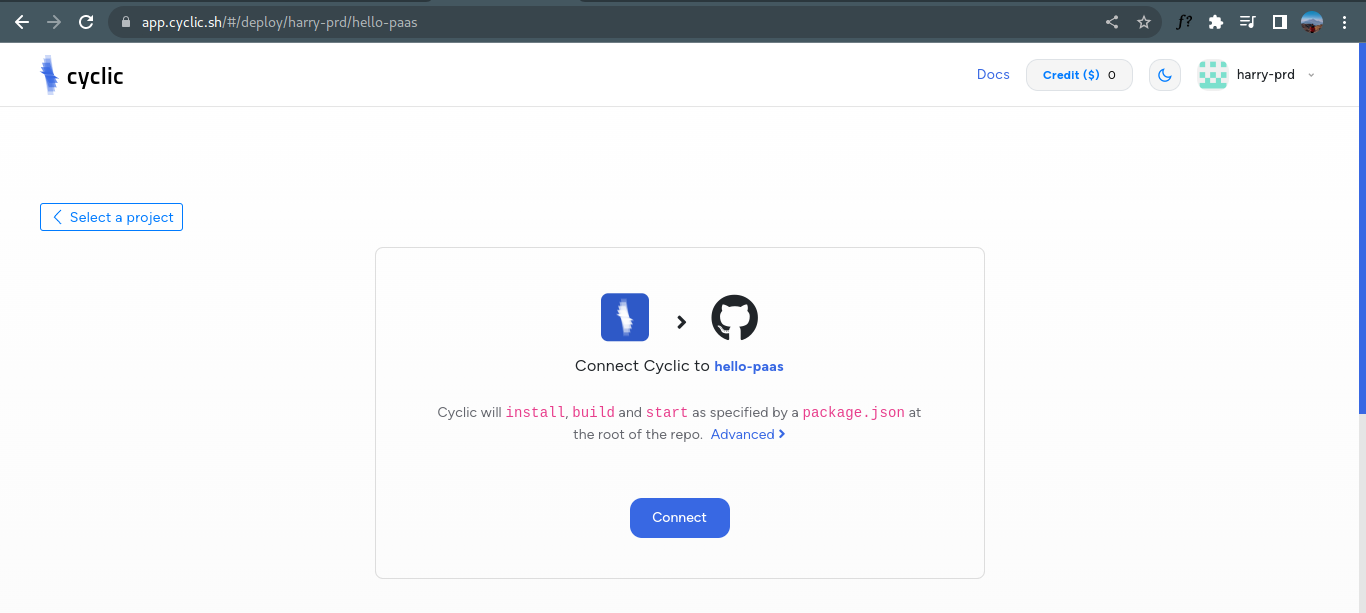 app.cyclic.sh/#/deploy/harry-prd/hello-paas
f?
cyclic
Docs
Credit ($) 0
harry-prd
Select a project
Connect Cyclic to hello-paas
Cyclic will install, build and start as specified by a package.json at
the root of the repo. Advanced
Connect